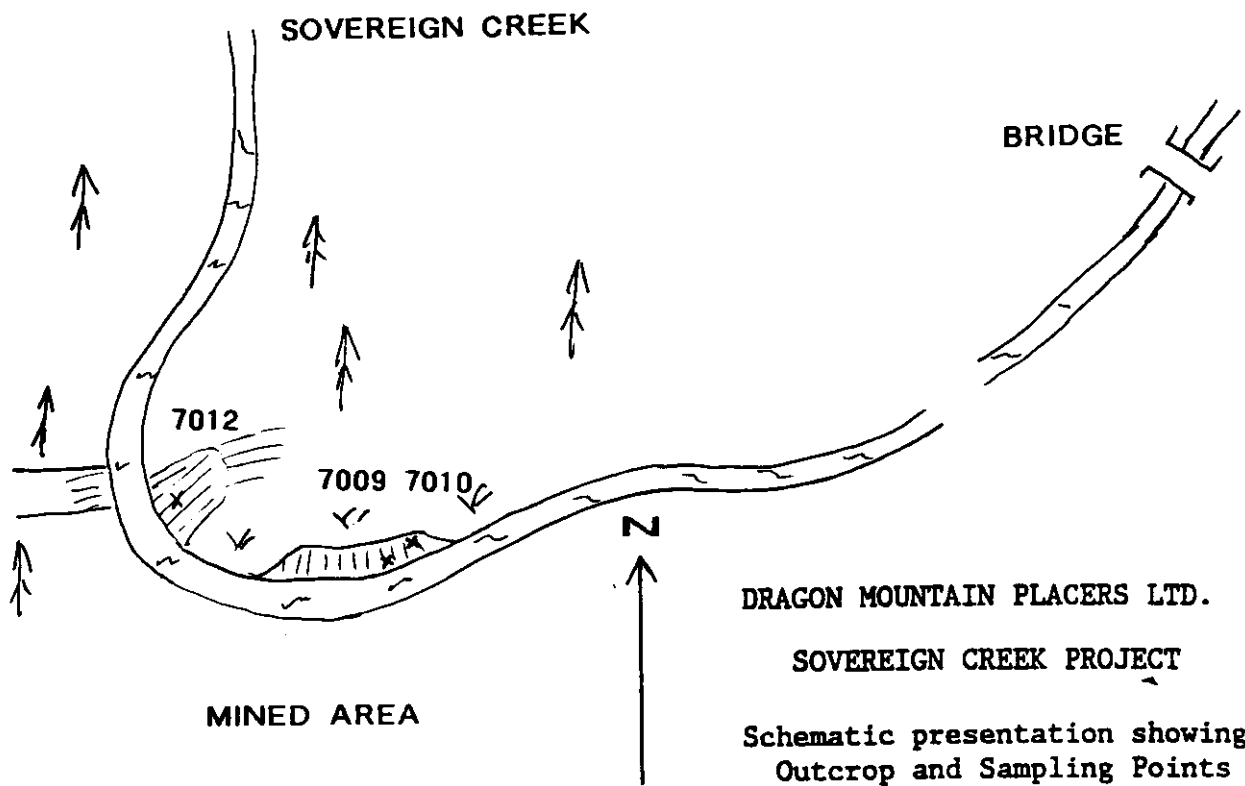 SOVEREIGN CREEK
BRIDGE
7012
7009 7010
N
DRAGON MOUNTAIN PLACERS LTD.
SOVEREIGN CREEK PROJECT
MINED AREA
Schematic presentation showing
Outcrop and Sampling Points